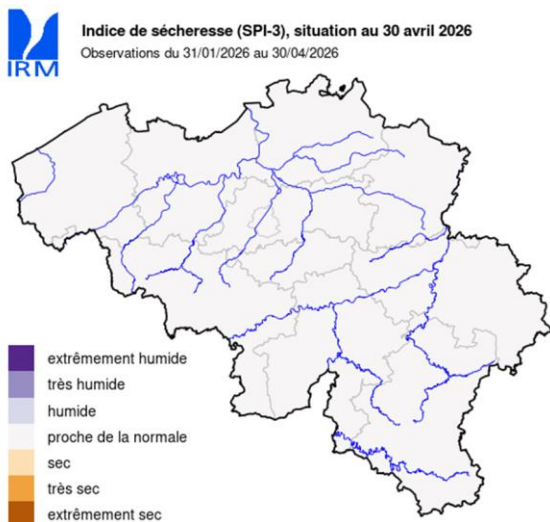 Indice de sécheresse (SPI-3), situation au 30 avril 2026
Observations du 31/01/2026 au 30/04/2026
IRM
extrêmement humide
très humide
humide
proche de la normale
sec
très sec
extrêmement sec